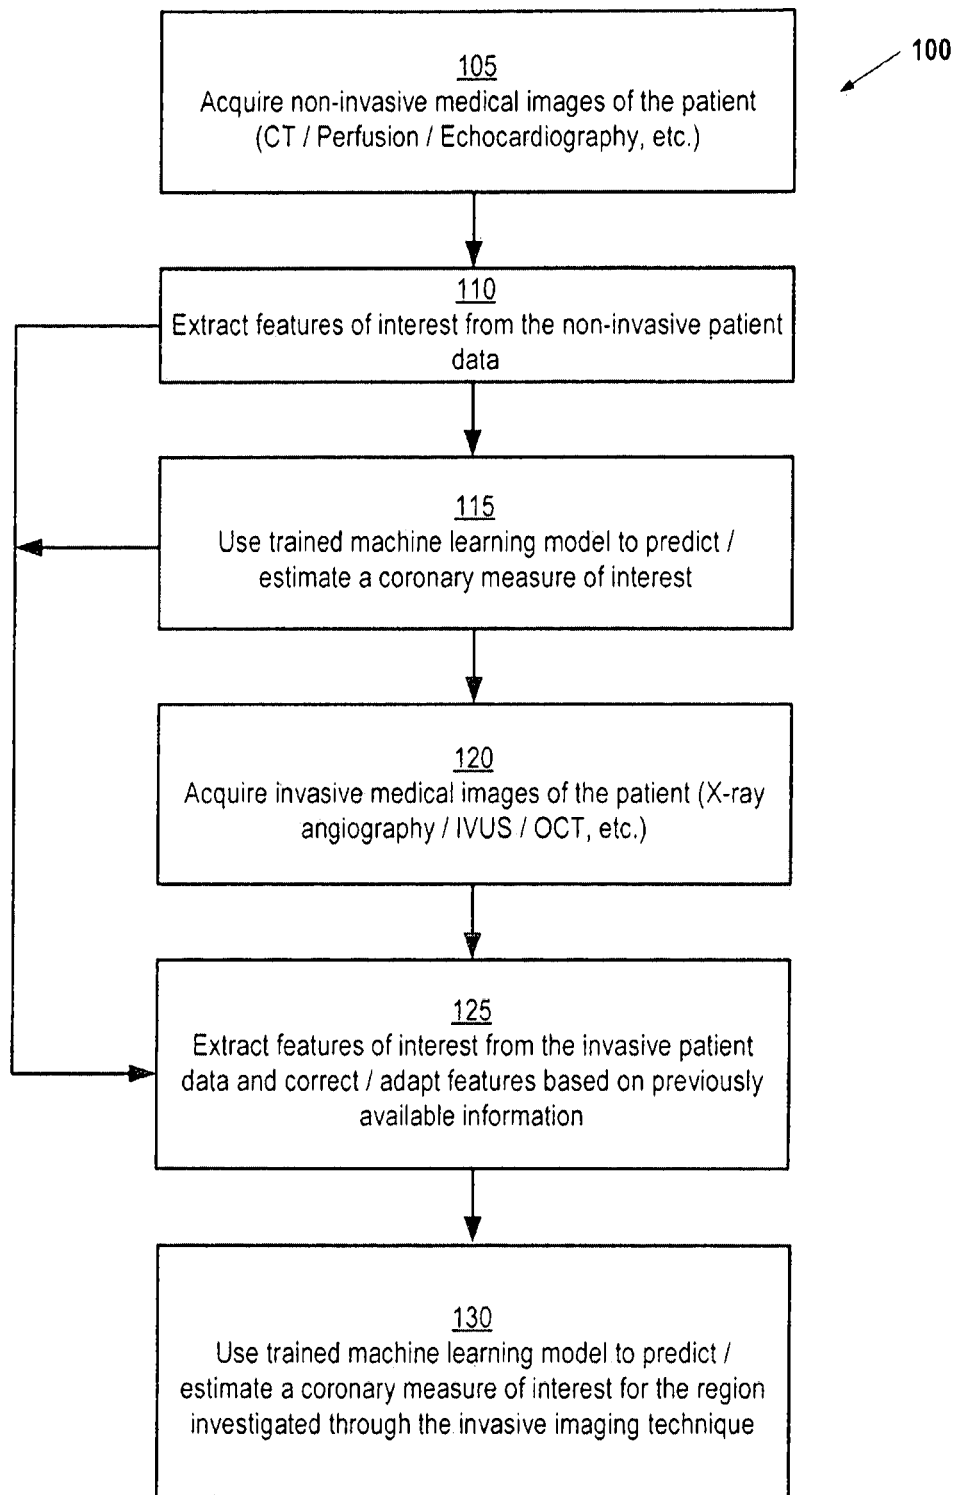 100
105
Acquire non-invasive medical images of the patient
(CT / Perfusion / Echocardiography, etc.)
110
Extract features of interest from the non-invasive patient
data
115
Use trained machine learning model to predict /
estimate a coronary measure of interest
120
Acquire invasive medical images of the patient (X-ray
angiography / IVUS / OCT, etc.)
125
Extract features of interest from the invasive patient
data and correct / adapt features based on previously
available information
130
Use trained machine learning model to predict /
estimate a coronary measure of interest for the region
investigated through the invasive imaging technique